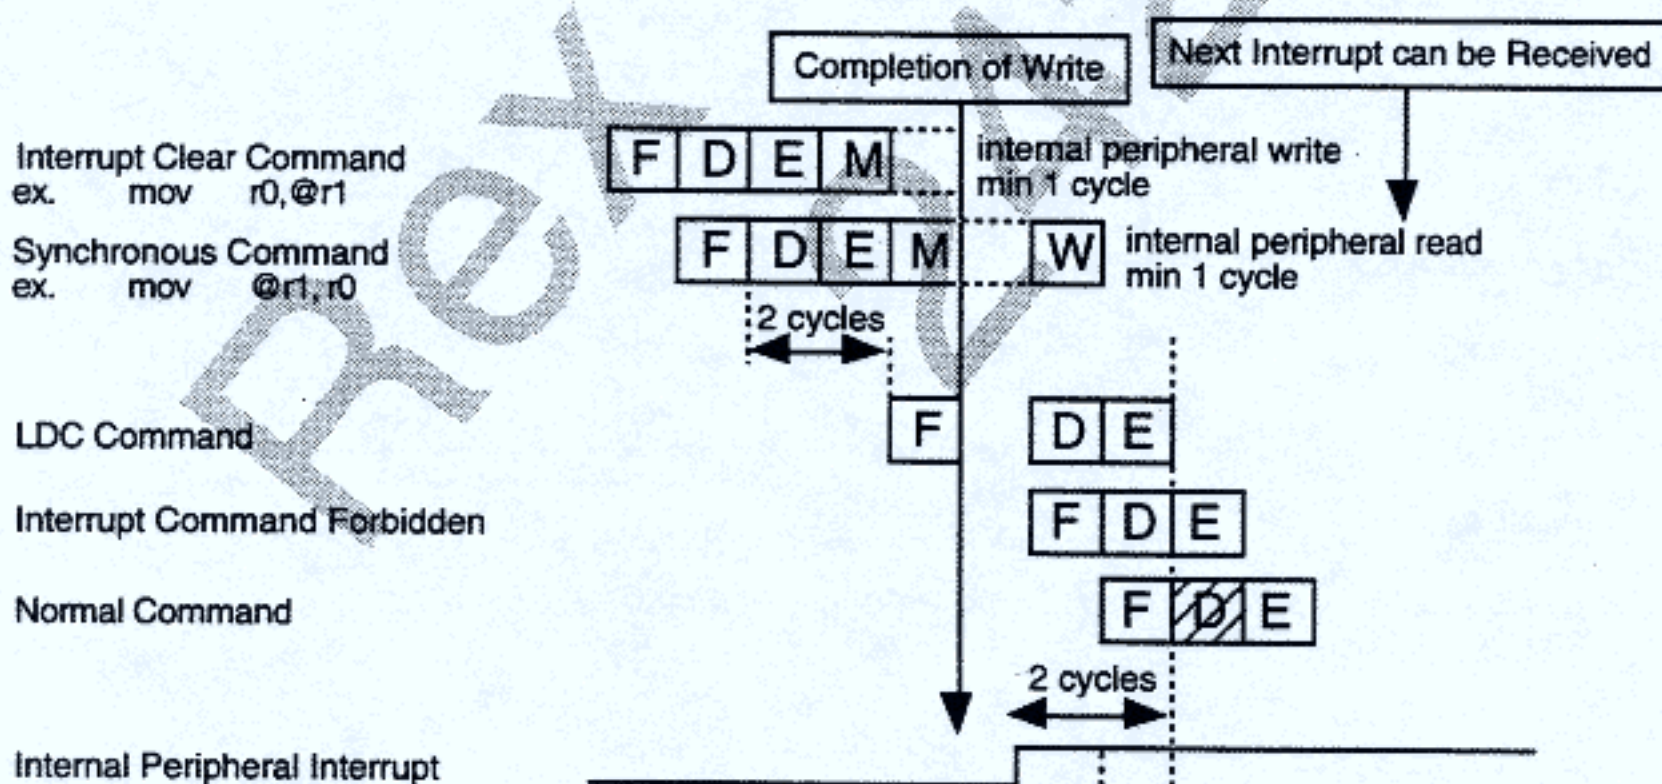 Completion of Write
Next Interrupt can be Received
Interrupt Clear Command
ex. mov r0,@r1
F D E M
internal peripheral write
min 1 cycle
Synchronous Command
ex. mov @r1, r0
F D E M W
internal peripheral read
min 1 cycle
2 cycles
LDC Command
F D E
Interrupt Command Forbidden
F D E
Normal Command
F D E
2 cycles
Internal Peripheral Interrupt
Rex